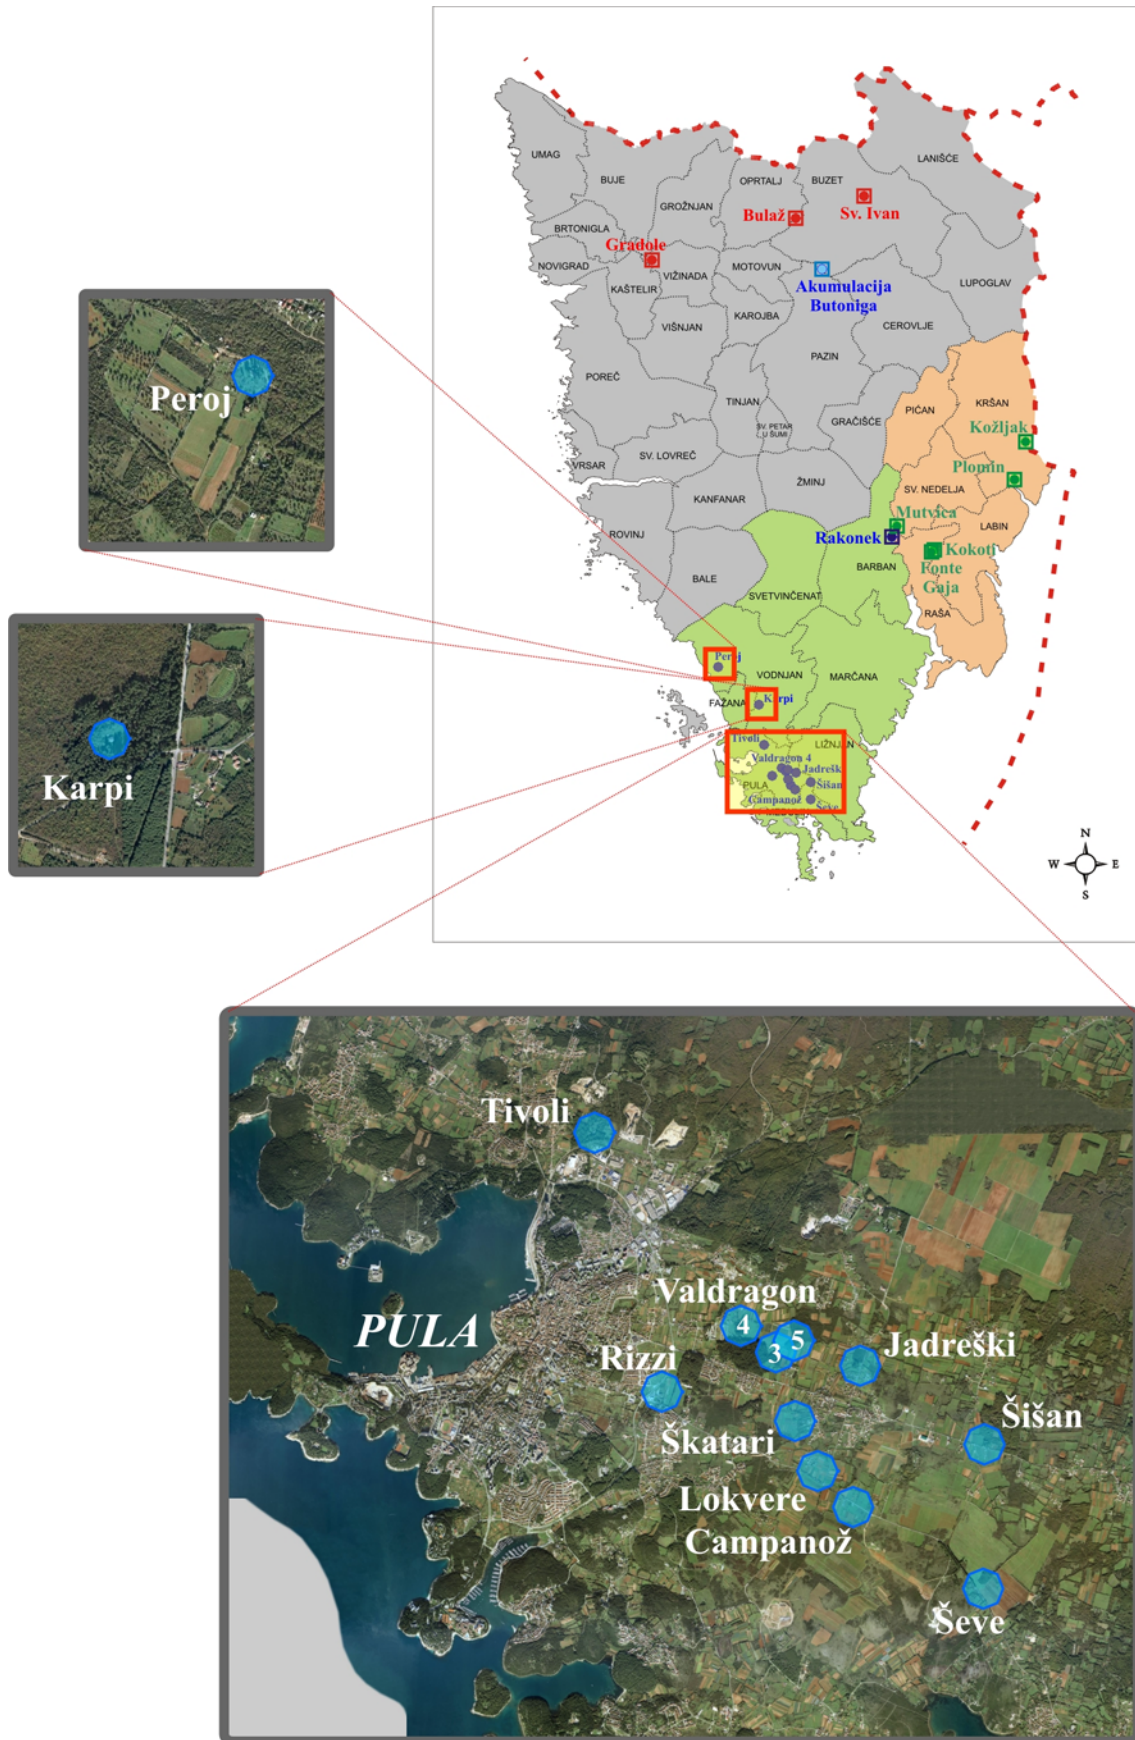 LANIŠĆE
UMAG
BUJE
OPRTALJ
BUZET
GROŽNJAN
Bulaž
Sv. Ivan
BRTONIGLA
Gradole
NOVIGRAD
KAŠTELIR
VIŽINADA
MOTOVUN
Akumulacija
Butoniga
LUPOGLAV
KAROJBA
VIŠNJAN
CEROVLJE
PAZIN
POREČ
TINJAN
SV. PETAR
U ŠUMI
GRAČIŠĆE
PIĆAN
KRŠAN
Kožljak
SV. LOVREČ
VRSAR
ŽMINJ
Plomin
SV. NEDELJA
KANFANAR
Mutvica
LABIN
ROVINJ
Rakonek
Kokoti
BARBAN
Fonte
Gaja
BALE
SVETVINČENAT
RAŠA
Peroj
VODNJAN
MARČANA
FAŽANA
Karpi
Tivoli
LIŽNJAN
Valdragon 4
Jadrešk
PULA
Šišan
Campanož
Ševe
N
W
E
S
Peroj
Karpi
Tivoli
Valdragon
4
5
3
PULA
Jadreški
Rizzi
Škatari
Šišan
Lokvere
Campanož
Ševe